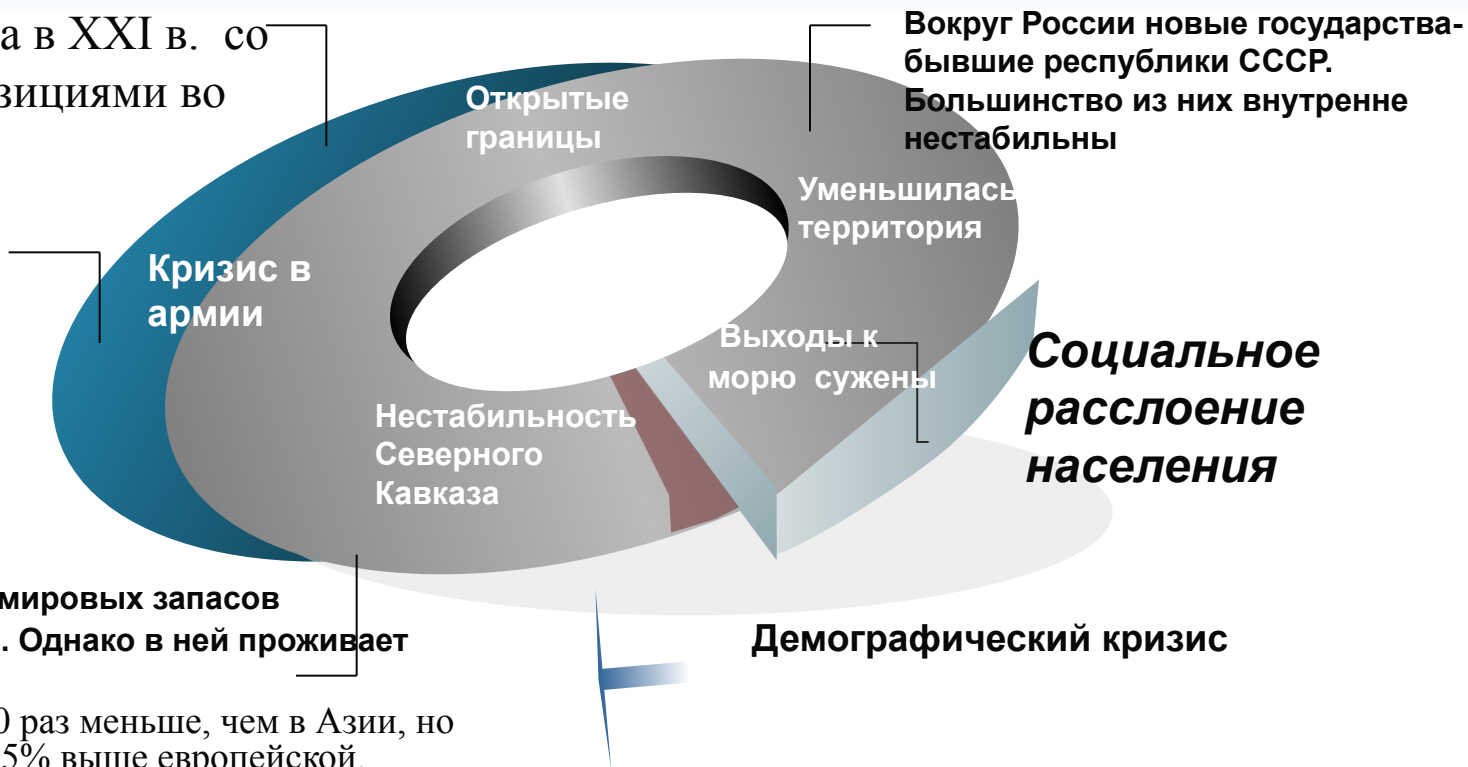 а в XXI в. со
зициями во
Вокруг России новые государства-
бывшие республики СССР.
Большинство из них внутренне
нестабильны
Открытые
границы
Уменьшилась
территория
Кризис в
армии
Выходы к
морю сужены
Социальное
расслоение
населения
Нестабильность
Северного
Кавказа
мировых запасов
. Однако в ней проживает
Демографический кризис
0 раз меньше, чем в Азии, но
5% выше европейской.